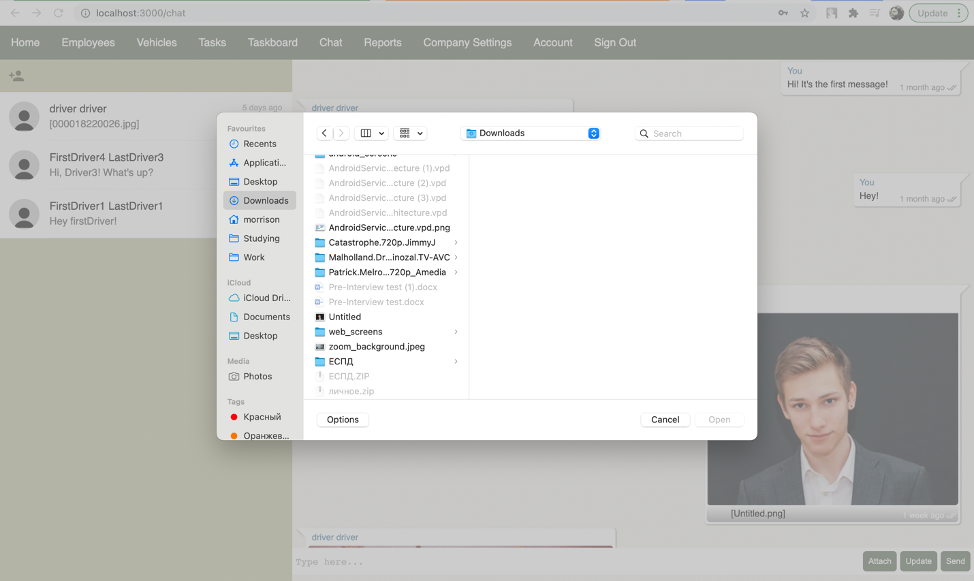 localhost:3000/chat
Update
Home Employees Vehicles Tasks Taskboard Chat Reports Company Settings Account Sign Out
driver driver
5 days ago
[000018220026.jpg]
FirstDriver4 LastDriver3
Hi, Driver3! What's up?
FirstDriver1 LastDriver1
Hey firstDriver!
You
Hi! It's the first message!
1 month ago
driver driver
You
Hey!
1 month ago
Favourites
Recents
Applicati...
Desktop
Downloads
morrison
Studying
Work
iCloud
iCloud Dri...
Documents
Desktop
Media
Photos
Tags
Красный
Оранжев...
Downloads
Search
android_screens
AndroidServic...ecture (1).vpd
AndroidServic...cture (2).vpd
AndroidServic...cture (3).vpd
AndroidServic...hitecture.vpd
AndroidServic...cture.vpd.png
Catastrophe.720p.JimmyJ
Malholland.Dr...inozal.TV-AVC
Patrick.Melro...720p_Amedia
Pre-Interview test (1).docx
Pre-Interview test.docx
Untitled
web_screens
zoom_background.jpeg
ЕСПД
ЕСПД.ZIP
личное.zip
Options
Cancel
Open
[Untitled.png]
1 week ago
driver driver
Type here...
Attach
Update
Send